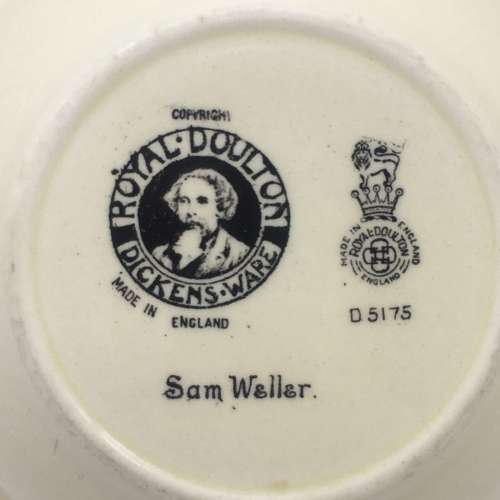 COPYRIGHT
ROYAL·DOULTON
DICKENS·WARE
MADE IN ENGLAND
MADE IN ENGLAND
ROYAL·DOULTON
ENGLAND
D 5175
Sam Weller.